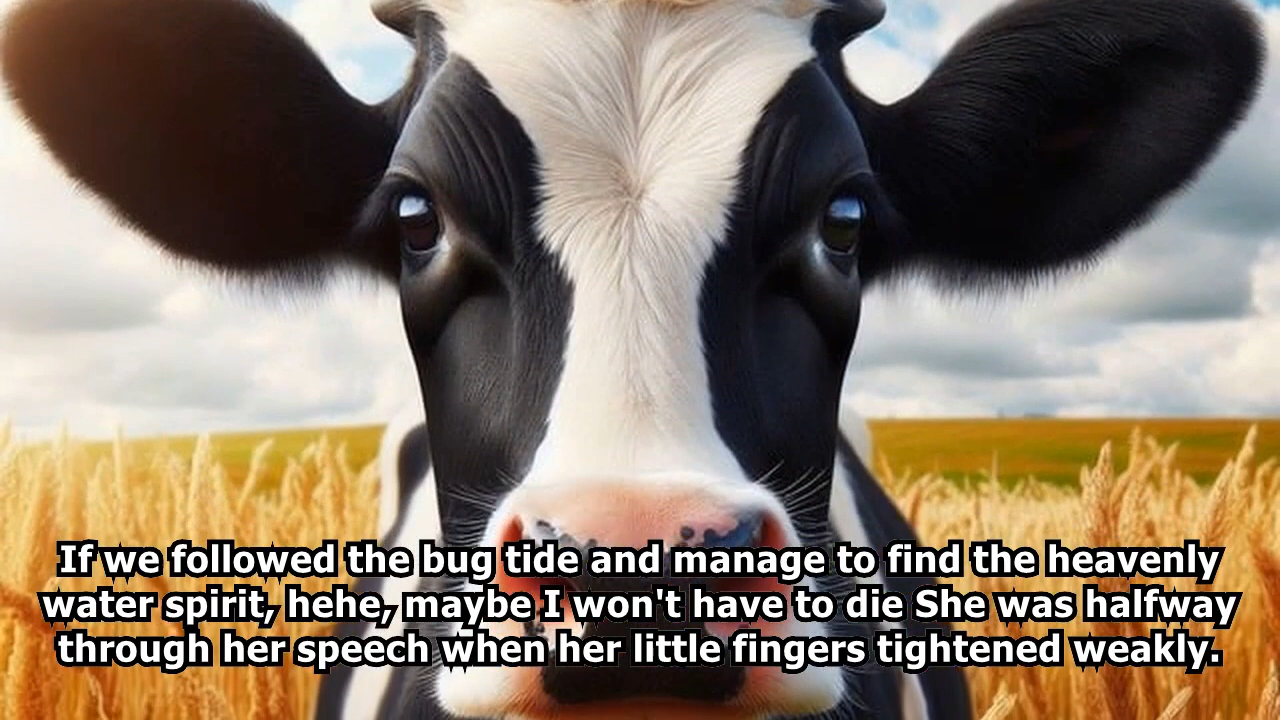 If we followed the bug tide and manage to find the heavenly
water spirit, hehe, maybe I won't have to die She was halfway
through her speech when her little fingers tightened weakly.